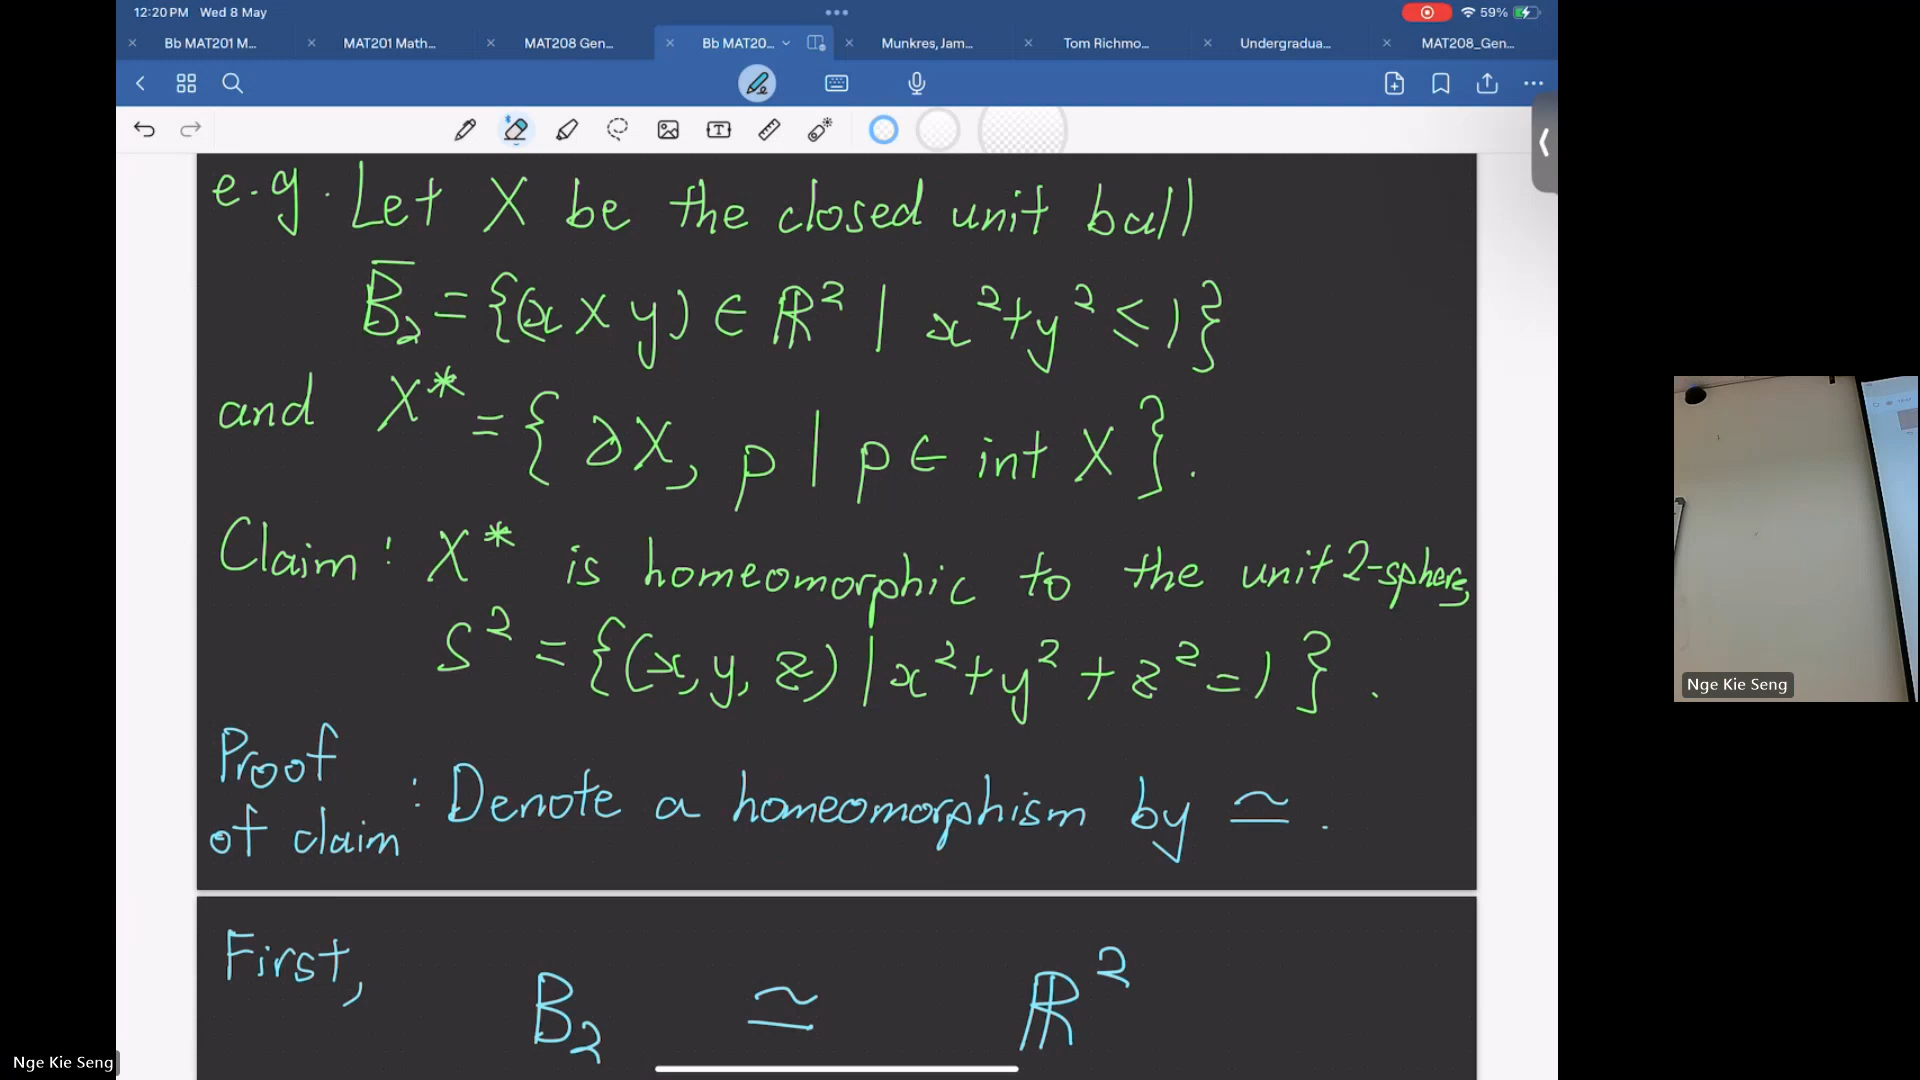 12:20 PM Wed 8 May
59%
Bb MAT201 M...
MAT201 Math...
MAT208 Gen...
Bb MAT20...
Munkres, Jam...
Tom Richmo...
Undergradua...
MAT208_Gen...
e.g. Let X be the closed unit ball
B̅₂ = {(x × y) ∈ ℝ² | x² + y² ≤ 1}
and X* = { ∂X, p | p ∈ int X }.
Claim: X* is homeomorphic to the unit 2-sphere,
S² = {(x, y, z) | x² + y² + z² = 1}.
Proof of claim : Denote a homeomorphism by ≃.
First,
B₂ ≃ ℝ²
Nge Kie Seng
Nge Kie Seng